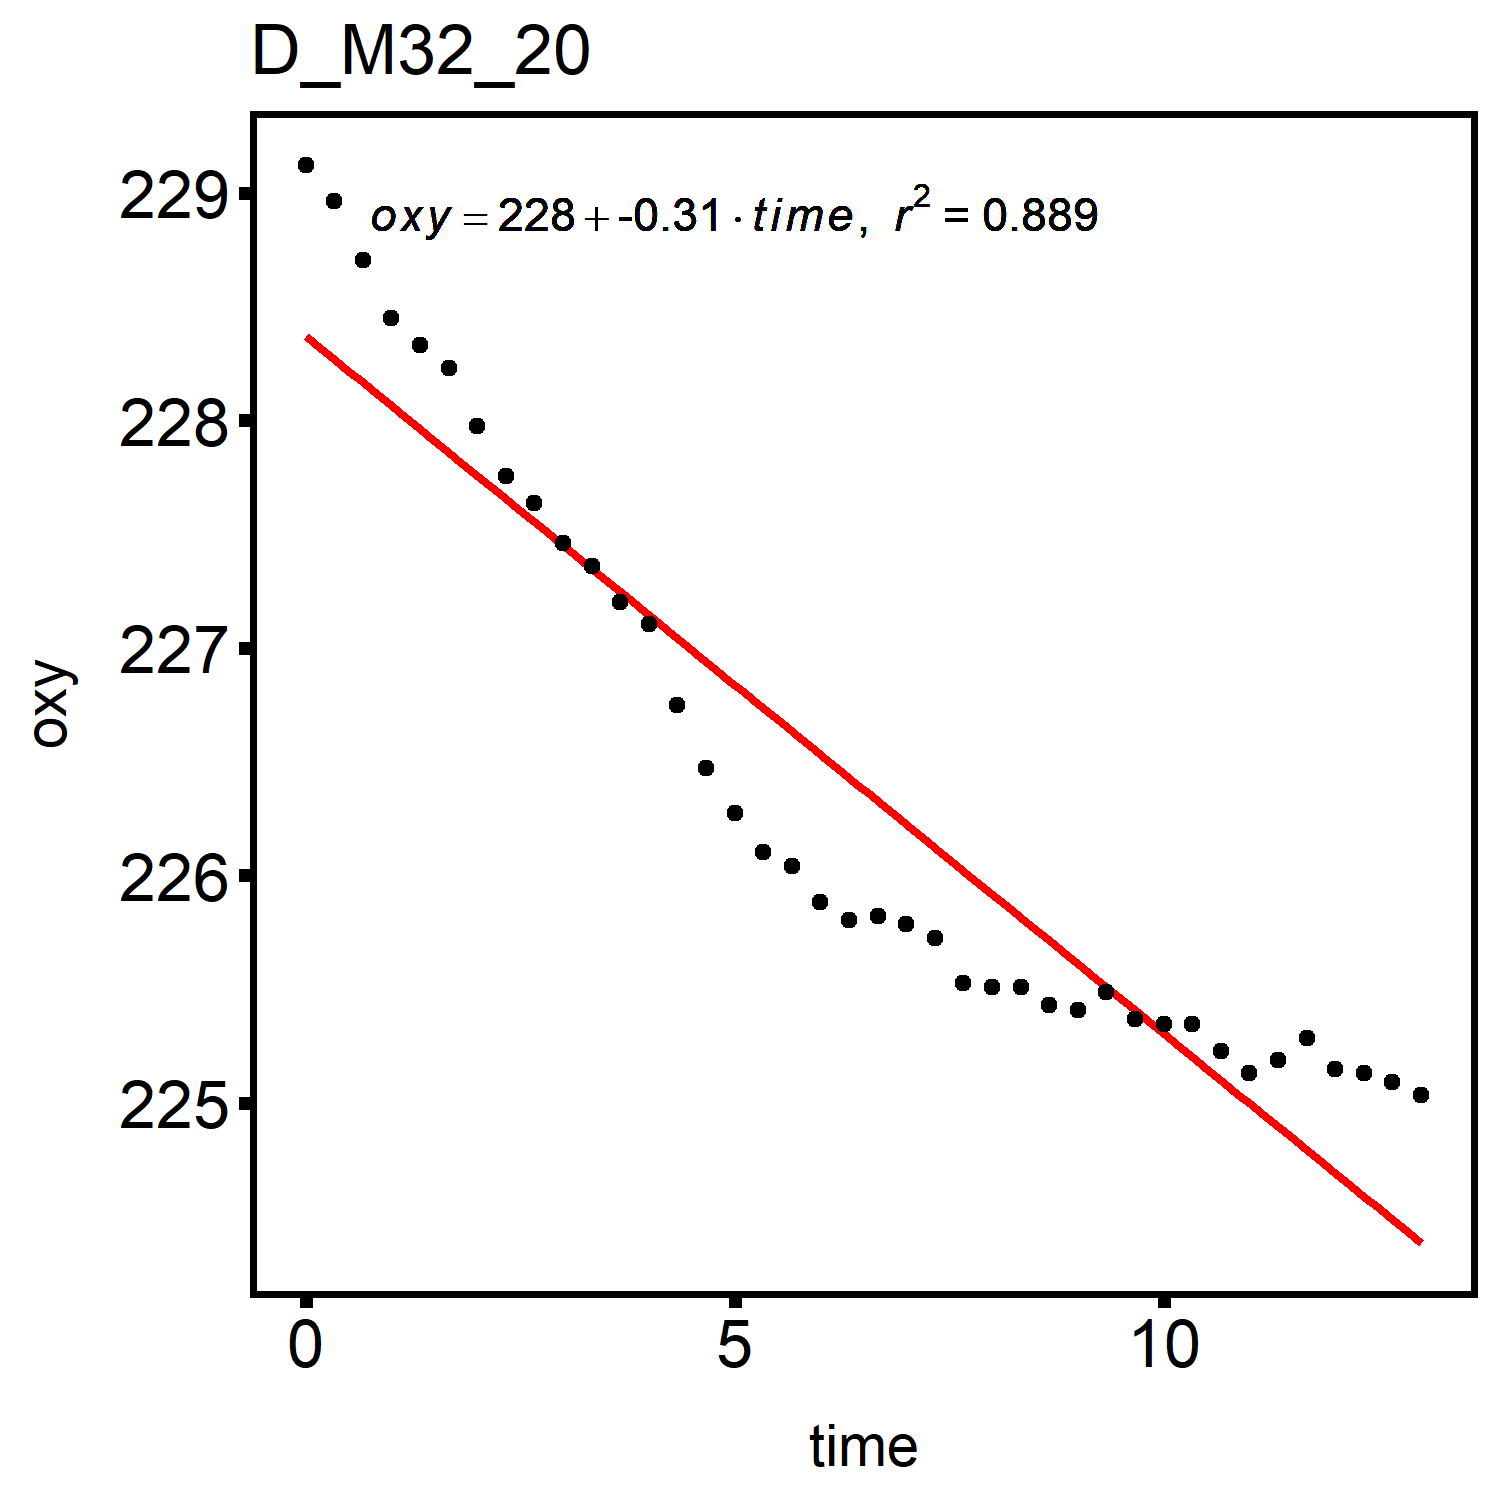 D_M32_20
oxy = 228 + -0.31 · time, r² = 0.889
229
228
227
226
225
oxy
0 5 10
time